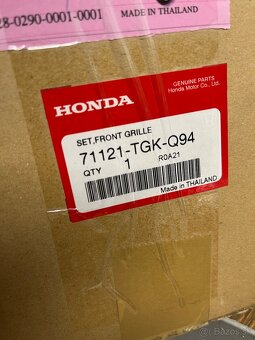 28-0290-0001-0001
MADE IN THAILAND
HONDA
GENUINE PARTS
Honda Motor Co., Ltd.
SET,FRONT GRILLE
71121-TGK-Q94
QTY 1 R0A21
Made in THAILAND